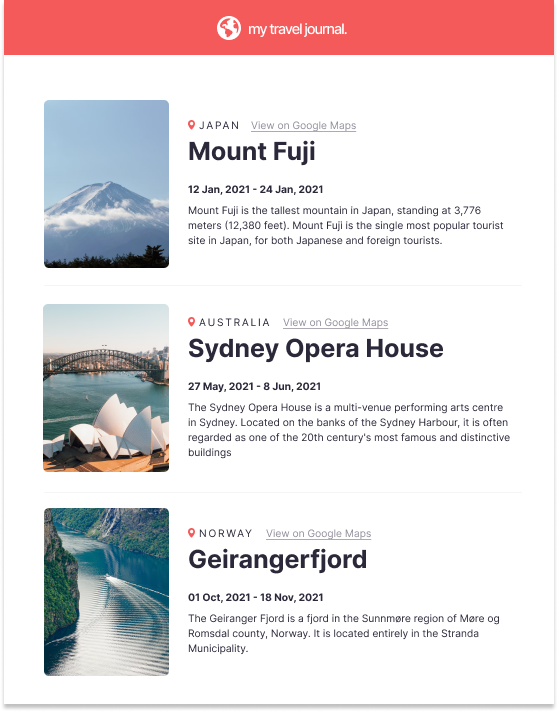 my travel journal.
JAPAN View on Google Maps
Mount Fuji
12 Jan, 2021 - 24 Jan, 2021
Mount Fuji is the tallest mountain in Japan, standing at 3,776
meters (12,380 feet). Mount Fuji is the single most popular tourist
site in Japan, for both Japanese and foreign tourists.
AUSTRALIA View on Google Maps
Sydney Opera House
27 May, 2021 - 8 Jun, 2021
The Sydney Opera House is a multi-venue performing arts centre
in Sydney. Located on the banks of the Sydney Harbour, it is often
regarded as one of the 20th century's most famous and distinctive
buildings
NORWAY View on Google Maps
Geirangerfjord
01 Oct, 2021 - 18 Nov, 2021
The Geiranger Fjord is a fjord in the Sunnmøre region of Møre og
Romsdal county, Norway. It is located entirely in the Stranda
Municipality.